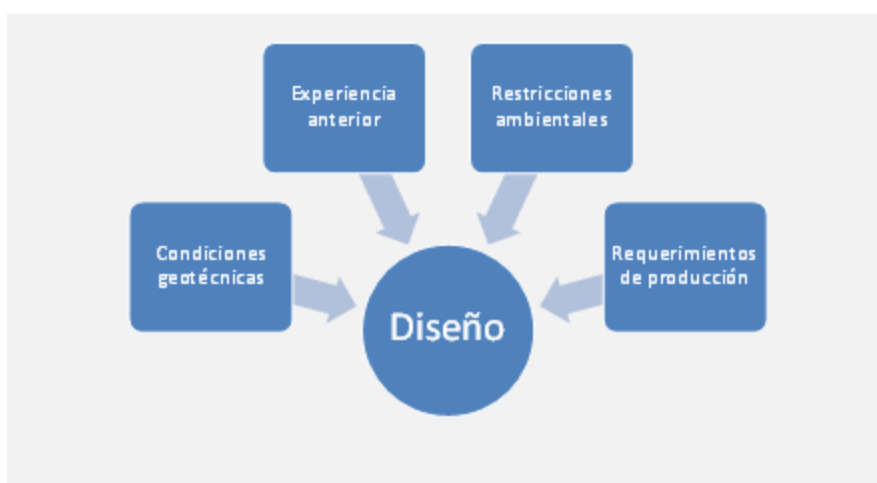 Experiencia
anterior
Restricciones
ambientales
Condiciones
geotécnicas
Requerimientos
de producción
Diseño